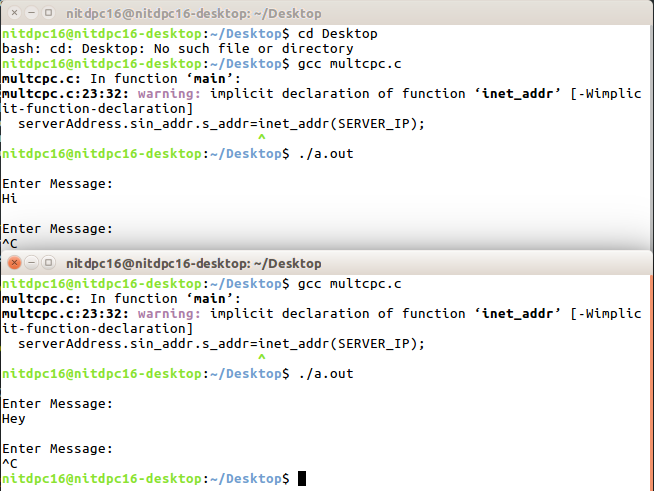 nitdpc16@nitdpc16-desktop: ~/Desktop
nitdpc16@nitdpc16-desktop:~/Desktop$ cd Desktop
bash: cd: Desktop: No such file or directory
nitdpc16@nitdpc16-desktop:~/Desktop$ gcc multcpc.c
multcpc.c: In function ‘main’:
multcpc.c:23:32: warning: implicit declaration of function ‘inet_addr’ [-Wimplic
it-function-declaration]
  serverAddress.sin_addr.s_addr=inet_addr(SERVER_IP);
                                ^
nitdpc16@nitdpc16-desktop:~/Desktop$ ./a.out
Enter Message:
Hi
Enter Message:
^C
nitdpc16@nitdpc16-desktop: ~/Desktop
nitdpc16@nitdpc16-desktop:~/Desktop$ gcc multcpc.c
multcpc.c: In function ‘main’:
multcpc.c:23:32: warning: implicit declaration of function ‘inet_addr’ [-Wimplic
it-function-declaration]
  serverAddress.sin_addr.s_addr=inet_addr(SERVER_IP);
                                ^
nitdpc16@nitdpc16-desktop:~/Desktop$ ./a.out
Enter Message:
Hey
Enter Message:
^C
nitdpc16@nitdpc16-desktop:~/Desktop$